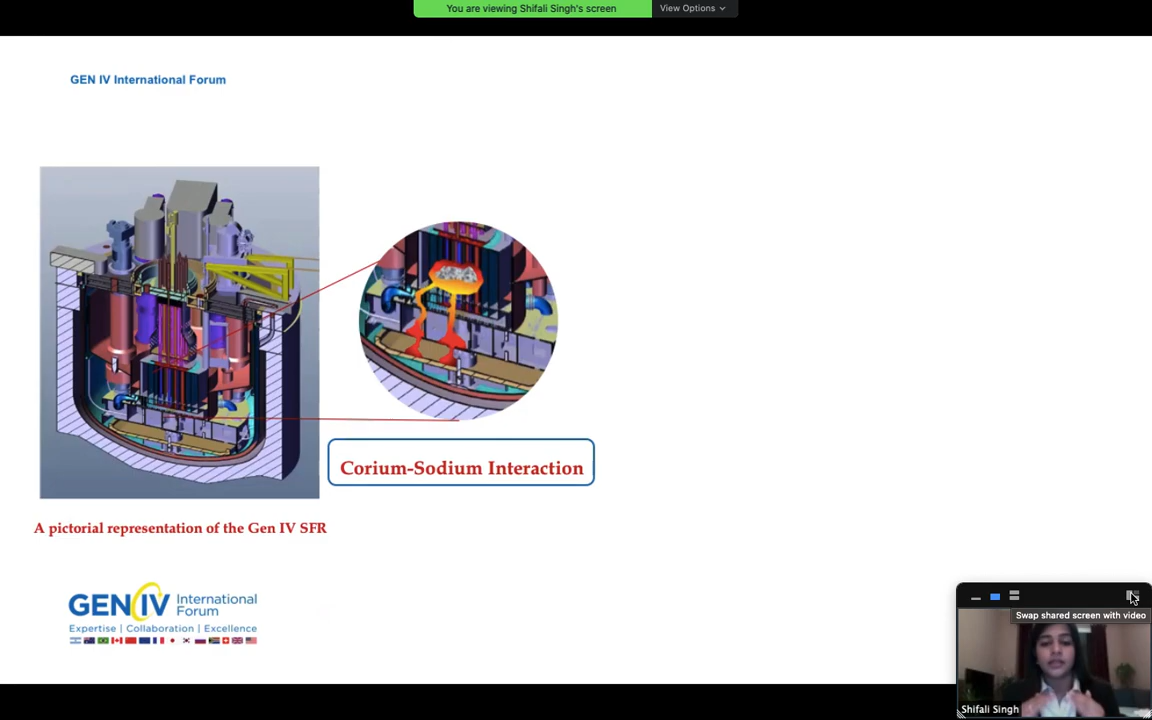 You are viewing Shifali Singh's screen
View Options
GEN IV International Forum
Corium-Sodium Interaction
A pictorial representation of the Gen IV SFR
GEN IV International
Forum
Expertise | Collaboration | Excellence
Swap shared screen with video
Shifali Singh